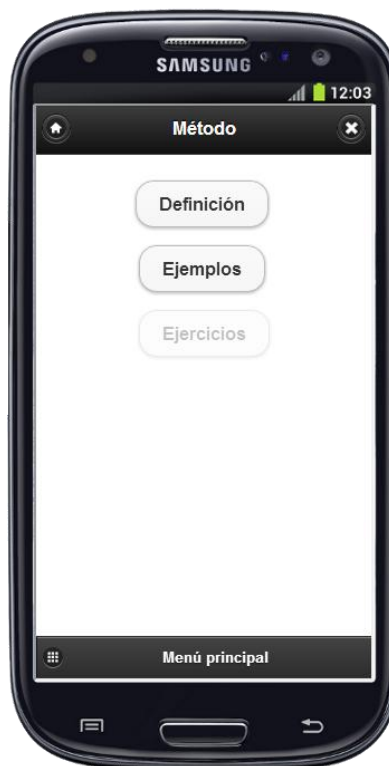 SAMSUNG
12:03
Método
Definición
Ejemplos
Ejercicios
Menú principal